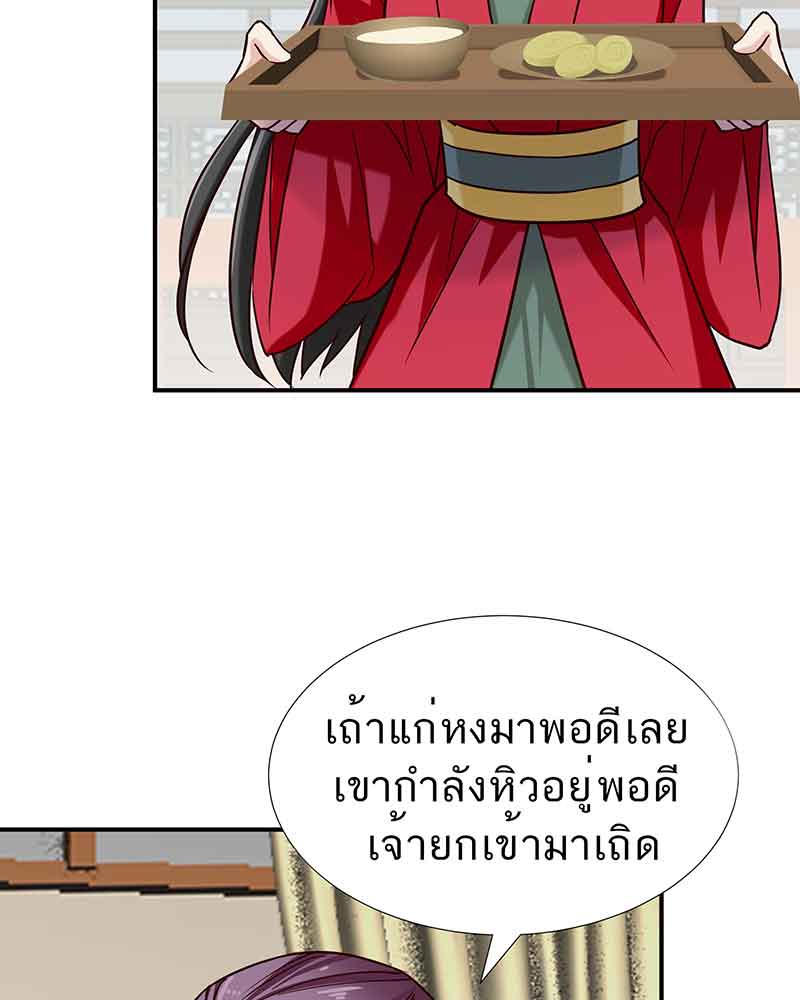 เถ้าแก่หงมาพอดีเลย
เขากำลังหิวอยู่พอดี
เจ้ายกเข้ามาเถิด